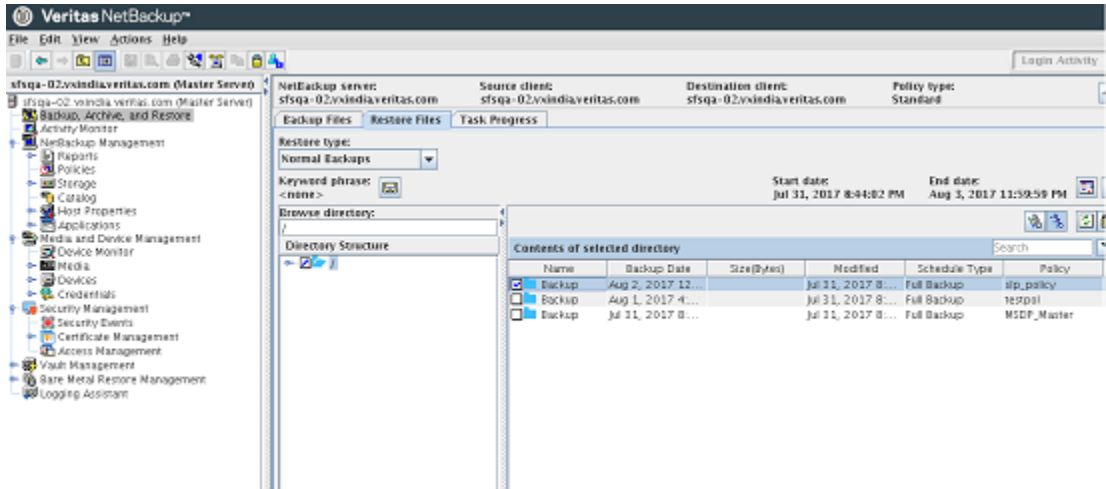 Veritas NetBackup™
File Edit View Actions Help
Login Activity
sfsqa-02.vxindia.veritas.com (Master Server)
sfsqa-02.vxindia.veritas.com (Master Server)
Backup, Archive, and Restore
Activity Monitor
NetBackup Management
Reports
Policies
Storage
Catalog
Host Properties
Applications
Media and Device Management
Device Monitor
Media
Devices
Credentials
Security Management
Security Events
Certificate Management
Access Management
Vault Management
Bare Metal Restore Management
Logging Assistant
NetBackup server: Source client: Destination client: Policy type:
sfsqa-02.vxindia.veritas.com sfsqa-02.vxindia.veritas.com sfsqa-02.vxindia.veritas.com Standard
Backup Files Restore Files Task Progress
Restore type:
Normal Backups
Keyword phrase: Start date: End date:
<none> Jul 31, 2017 8:44:02 PM Aug 3, 2017 11:59:59 PM
Browse directory:
/
Directory Structure
/
Contents of selected directory Search
Name Backup Date Size(Bytes) Modified Schedule Type Policy
Backup Aug 2, 2017 12... Jul 31, 2017 8:... Full Backup slp_policy
Backup Aug 1, 2017 4:... Jul 31, 2017 8:... Full Backup testpol
Backup Jul 31, 2017 8:... Jul 31, 2017 8:... Full Backup MSDP_Master